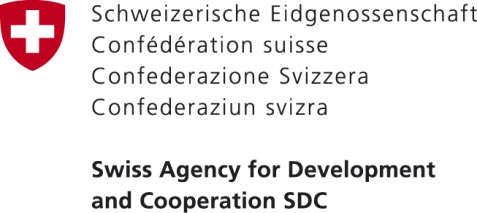 Schweizerische Eidgenossenschaft
Confédération suisse
Confederazione Svizzera
Confederaziun svizra
Swiss Agency for Development
and Cooperation SDC